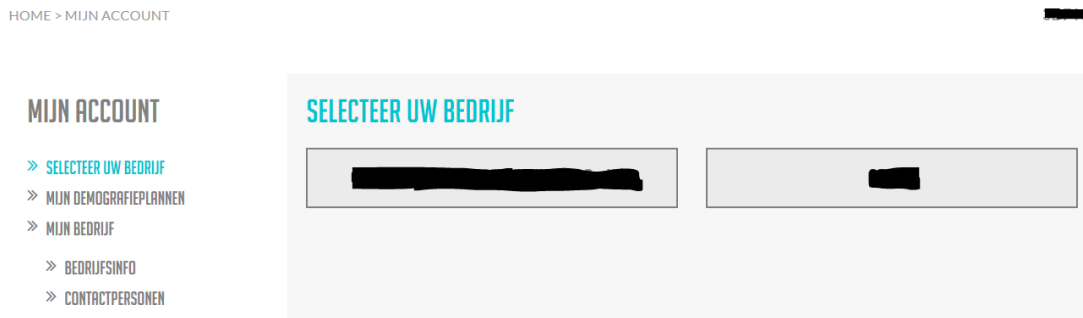 HOME > MIJN ACCOUNT
MIJN ACCOUNT
» SELECTEER UW BEDRIJF
» MIJN DEMOGRAFIEPLANNEN
» MIJN BEDRIJF
» BEDRIJFSINFO
» CONTACTPERSONEN
SELECTEER UW BEDRIJF